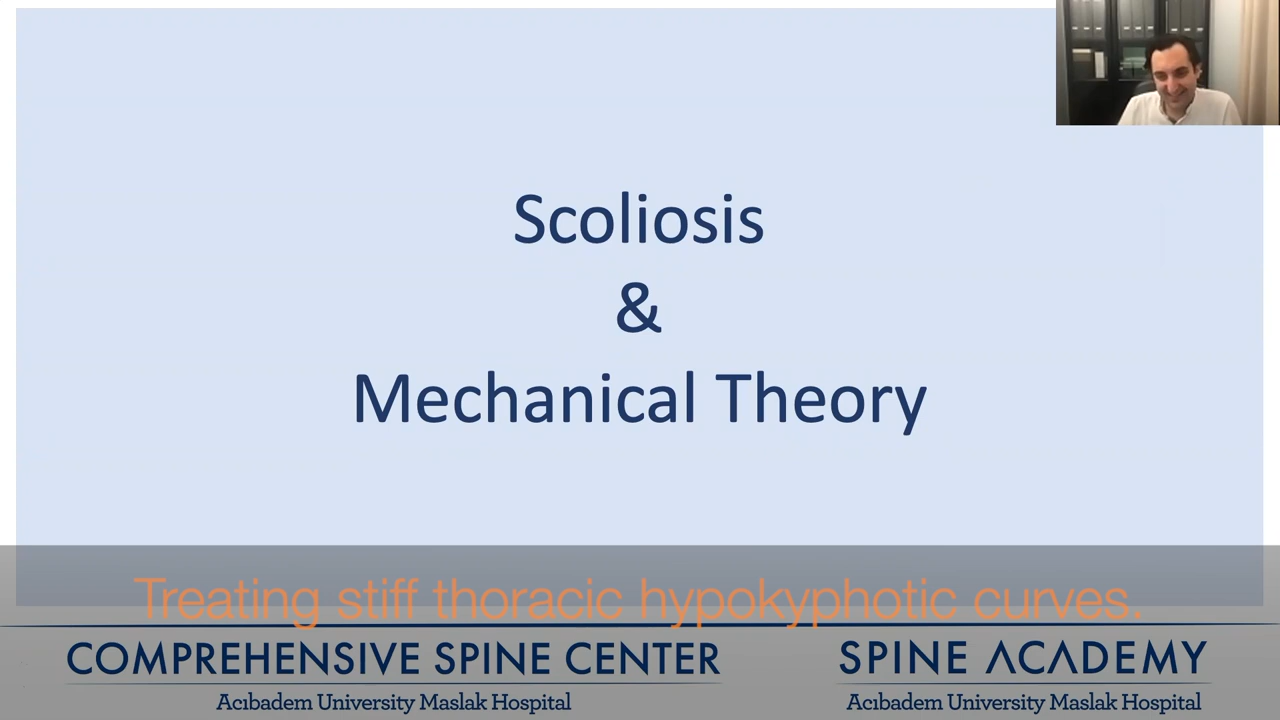 Scoliosis
&
Mechanical Theory
Treating stiff thoracic hypokyphotic curves.
COMPREHENSIVE SPINE CENTER
Acıbadem University Maslak Hospital
SPINE ACADEMY
Acıbadem University Maslak Hospital